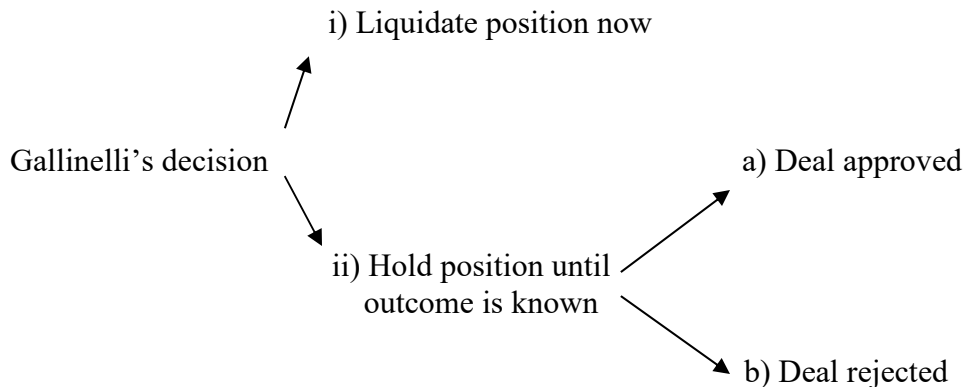 i) Liquidate position now
Gallinelli’s decision
a) Deal approved
ii) Hold position until
outcome is known
b) Deal rejected